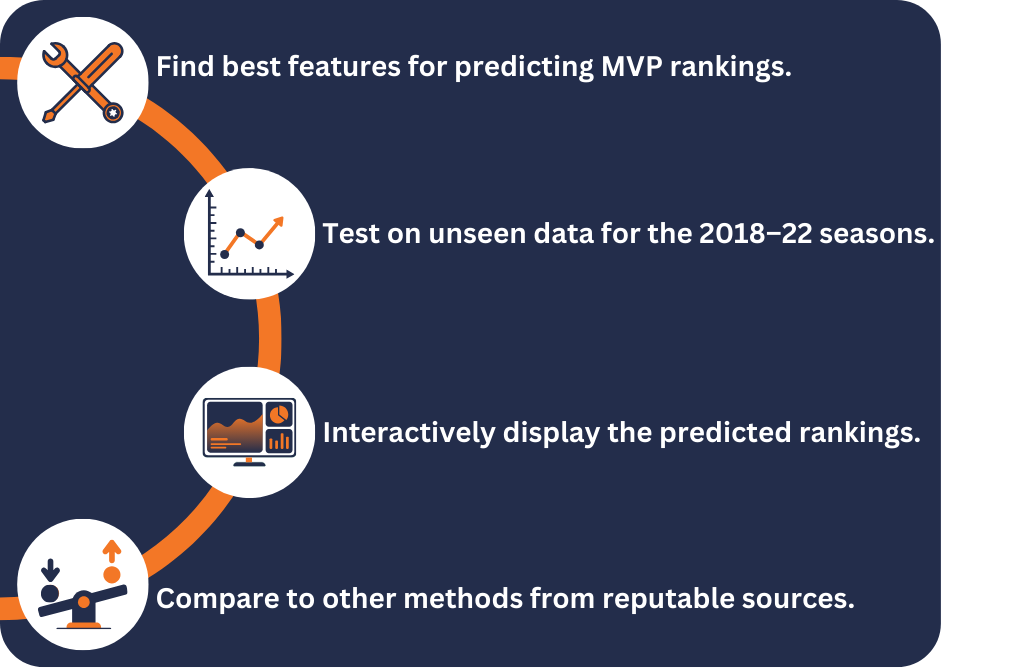 Find best features for predicting MVP rankings.
Test on unseen data for the 2018–22 seasons.
Interactively display the predicted rankings.
Compare to other methods from reputable sources.